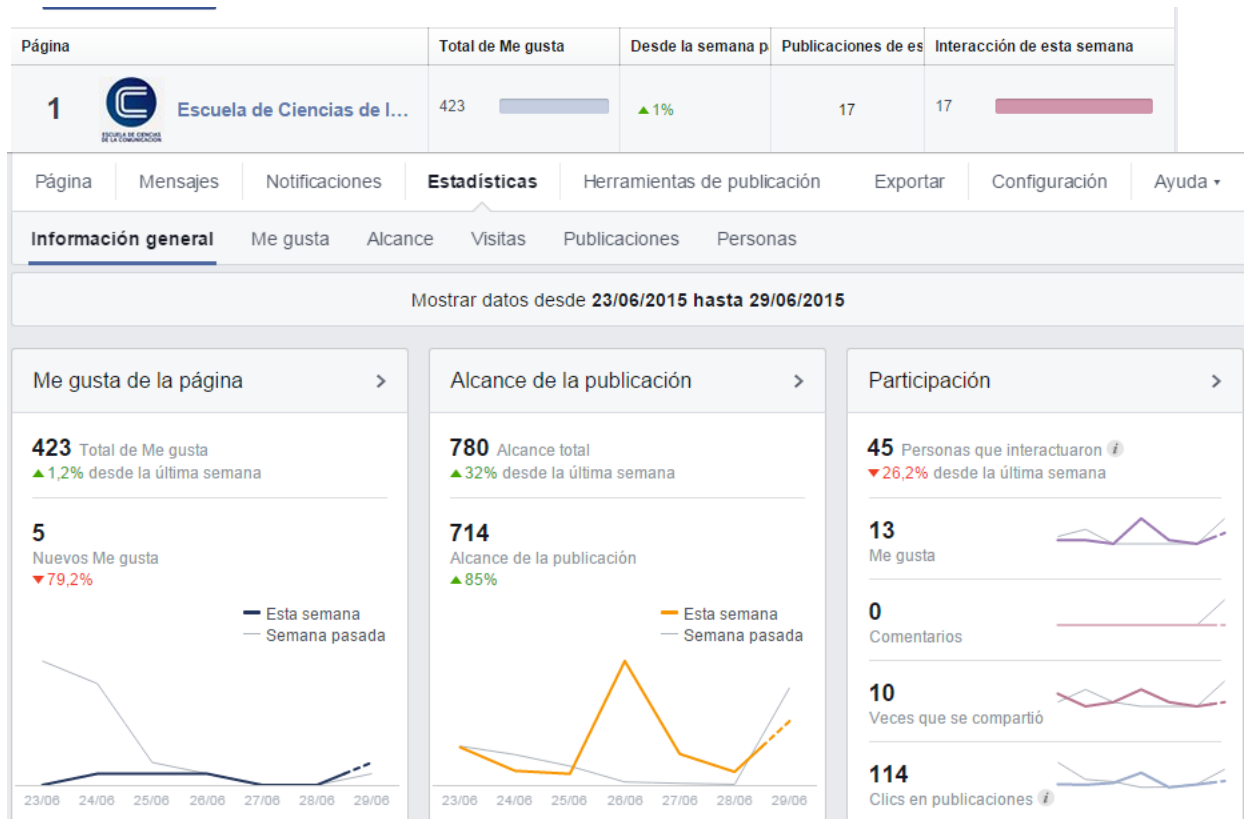 Página Total de Me gusta Desde la semana p Publicaciones de es Interacción de esta semana
1 Escuela de Ciencias de l... 423 1% 17 17
ESCUELA DE CIENCIAS
DE LA COMUNICACION
Página Mensajes Notificaciones Estadísticas Herramientas de publicación Exportar Configuración Ayuda
Información general Me gusta Alcance Visitas Publicaciones Personas
Mostrar datos desde 23/06/2015 hasta 29/06/2015
Me gusta de la página
423 Total de Me gusta
1,2% desde la última semana
5
Nuevos Me gusta
79,2%
Esta semana
Semana pasada
23/06 24/06 25/06 26/06 27/06 28/06 29/06
Alcance de la publicación
780 Alcance total
32% desde la última semana
714
Alcance de la publicación
85%
Esta semana
Semana pasada
23/06 24/06 25/06 26/06 27/06 28/06 29/06
Participación
45 Personas que interactuaron i
26,2% desde la última semana
13
Me gusta
0
Comentarios
10
Veces que se compartió
114
Clics en publicaciones i